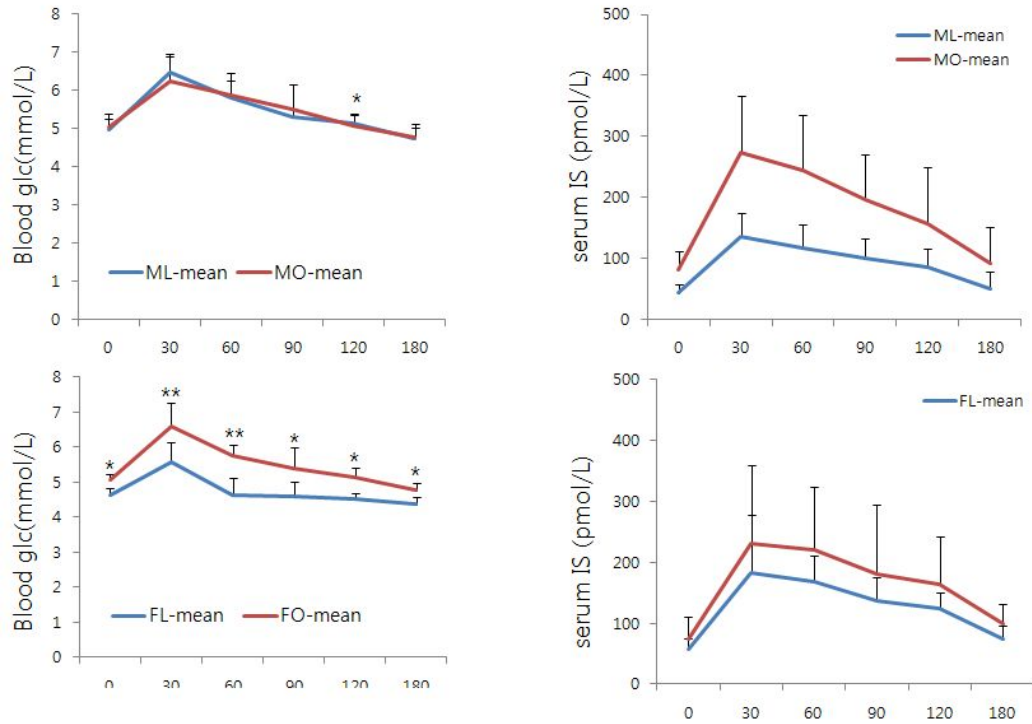 8
7
6
5
4
3
2
1
0
Blood glc(mmol/L)
*
ML-mean MO-mean
0 30 60 90 120 180
500
400
300
200
100
0
serum IS (pmol/L)
ML-mean
MO-mean
0 30 60 90 120 180
8
7
6
5
4
3
2
1
0
Blood glc(mmol/L)
* ** ** * * *
FL-mean FO-mean
0 30 60 90 120 180
500
400
300
200
100
0
serum IS (pmol/L)
FL-mean
0 30 60 90 120 180